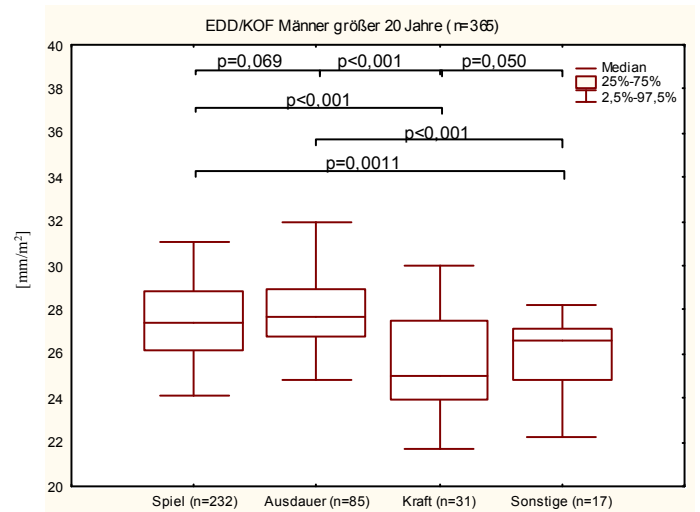 EDD/KOF Männer größer 20 Jahre (n=365)
40
38
36
34
32
30
28
26
24
22
20
[mm/m²]
p=0,069 p<0,001 p=0,050
p<0,001
p<0,001
p=0,0011
Median
25%-75%
2,5%-97,5%
Spiel (n=232) Ausdauer (n=85) Kraft (n=31) Sonstige (n=17)